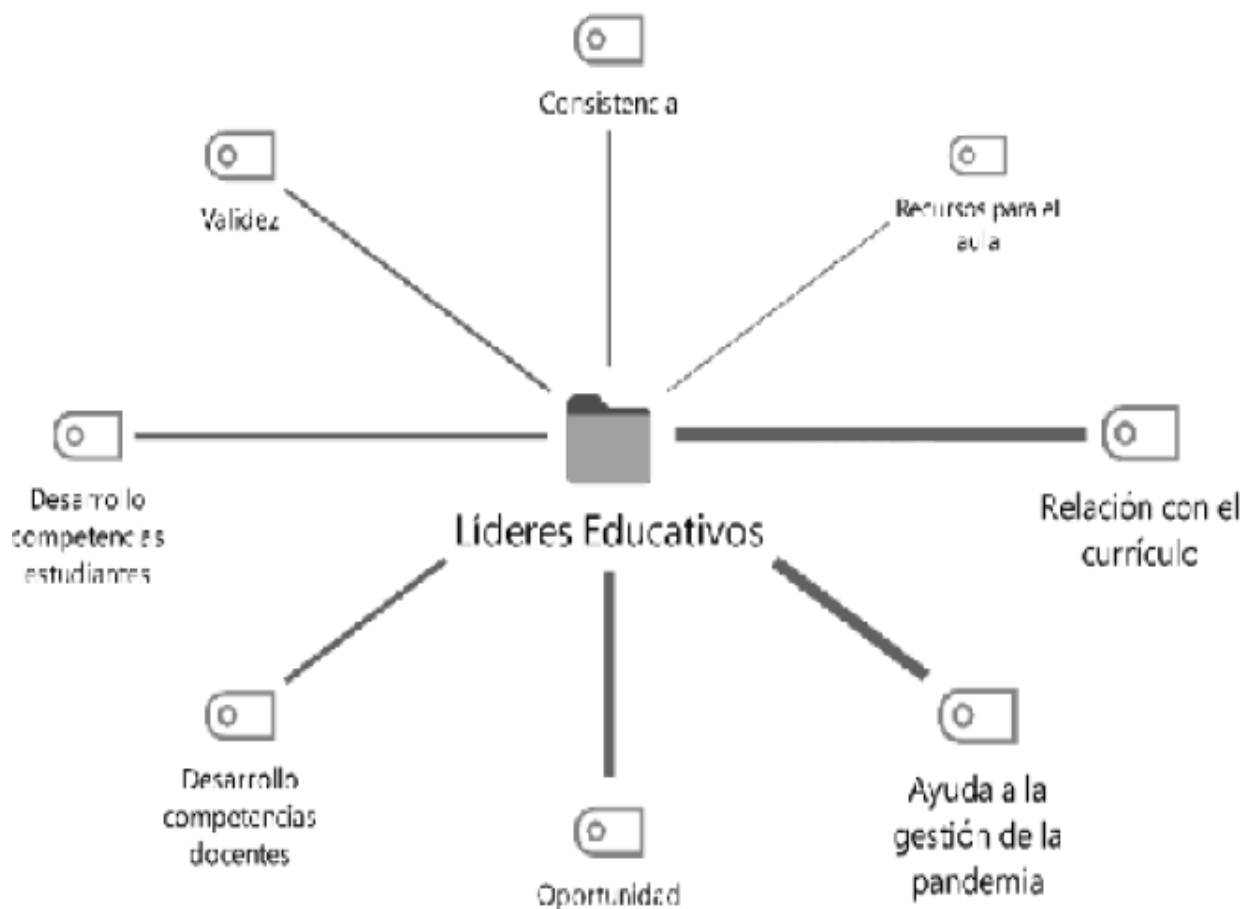 Consistencia
Validez
Recursos para el
aula
Desarrollo
competencias
estudiantes
Líderes Educativos
Relación con el
currículo
Desarrollo
competencias
docentes
Oportunidad
Ayuda a la
gestión de la
pandemia